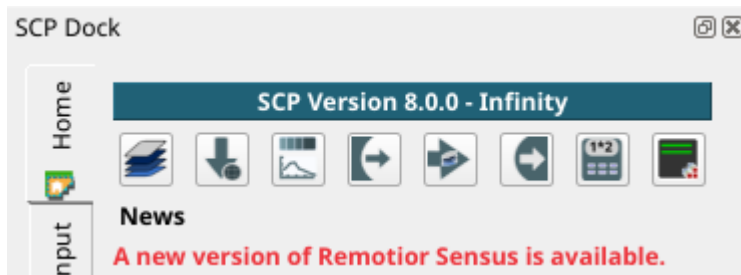 SCP Dock
Home
SCP Version 8.0.0 - Infinity
1*2
News
A new version of Remotior Sensus is available.